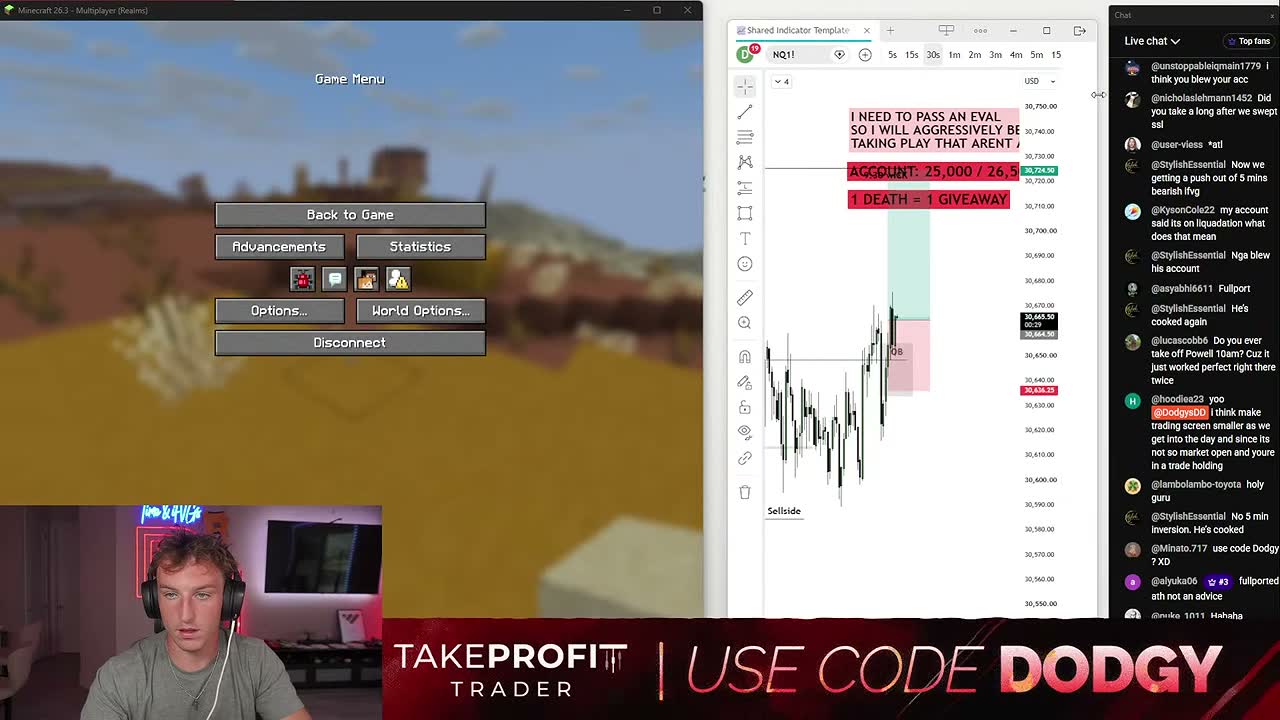 Minecraft 26.3 - Multiplayer (Realms)
Game Menu
Back to Game
Advancements
Statistics
Options...
World Options...
Disconnect
Time & FVGs
Shared Indicator Template
D
19
NQ1!
5s 15s 30s 1m 2m 3m 4m 5m 15
4
USD
I NEED TO PASS AN EVAL
SO I WILL AGGRESSIVELY BE
TAKING PLAY THAT ARENT
ACCOUNT: 25,000 / 26,5
1 DEATH = 1 GIVEAWAY
OB
Sellside
30,750.00
30,740.00
30,730.00
30,724.50
30,720.00
30,710.00
30,700.00
30,690.00
30,680.00
30,670.00
30,665.50
00:29
30,664.50
30,650.00
30,640.00
30,636.25
30,630.00
30,620.00
30,610.00
30,600.00
30,590.00
30,580.00
30,570.00
30,560.00
30,550.00
Chat
x
Live chat
Top fans
@unstoppableiqmain1779 i
think you blew your acc
@nicholaslehmann1452 Did
you take a long after we swept
ssl
@user-viess *atl
@StylishEssential Now we
getting a push out of 5 mins
bearish ifvg
@KysonCole22 my account
said its on liquadation what
does that mean
@StylishEssential Nga blew
his account
@asyabhi6611 Fullport
@StylishEssential He's
cooked again
@lucascobb6 Do you ever
take off Powell 10am? Cuz it
just worked perfect right there
twice
H
@hoodiea23 yoo
@DodgysDD i think make
trading screen smaller as we
get into the day and since its
not so market open and youre
in a trade holding
@lambolambo-toyota holy
guru
@StylishEssential No 5 min
inversion. He's cooked
@Minato.717 use code Dodgy
? XD
a
@alyuka06 #3 fullported
ath not an advice
@nuke_1011 Hahaha
TAKEPROFIT
TRADER
USE CODE DODGY